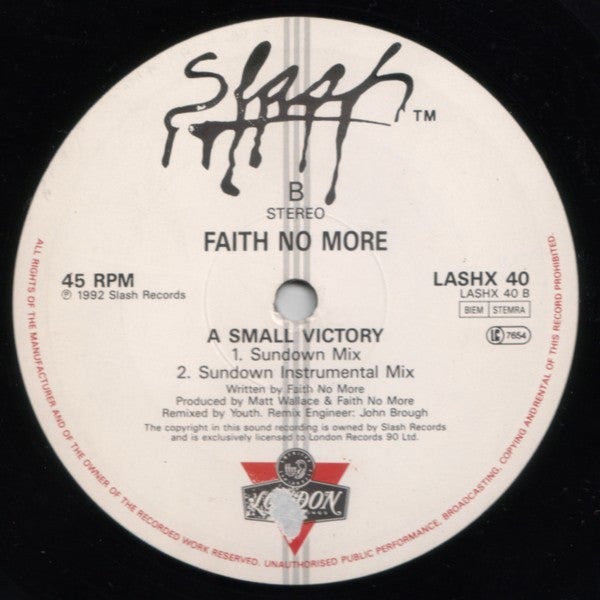 Slash TM
B
STEREO
FAITH NO MORE
45 RPM
℗ 1992 Slash Records
LASHX 40
LASHX 40 B
BIEM STEMRA
LC 7654
A SMALL VICTORY
1. Sundown Mix
2. Sundown Instrumental Mix
Written by Faith No More
Produced by Matt Wallace & Faith No More
Remixed by Youth. Remix Engineer: John Brough
The copyright in this sound recording is owned by Slash Records
and is exclusively licensed to London Records 90 Ltd.
LONDON
ALL RIGHTS OF THE MANUFACTURER AND OF THE OWNER OF THE RECORDED WORK RESERVED. UNAUTHORISED PUBLIC PERFORMANCE, BROADCASTING, COPYING AND RENTAL OF THIS RECORD PROHIBITED.